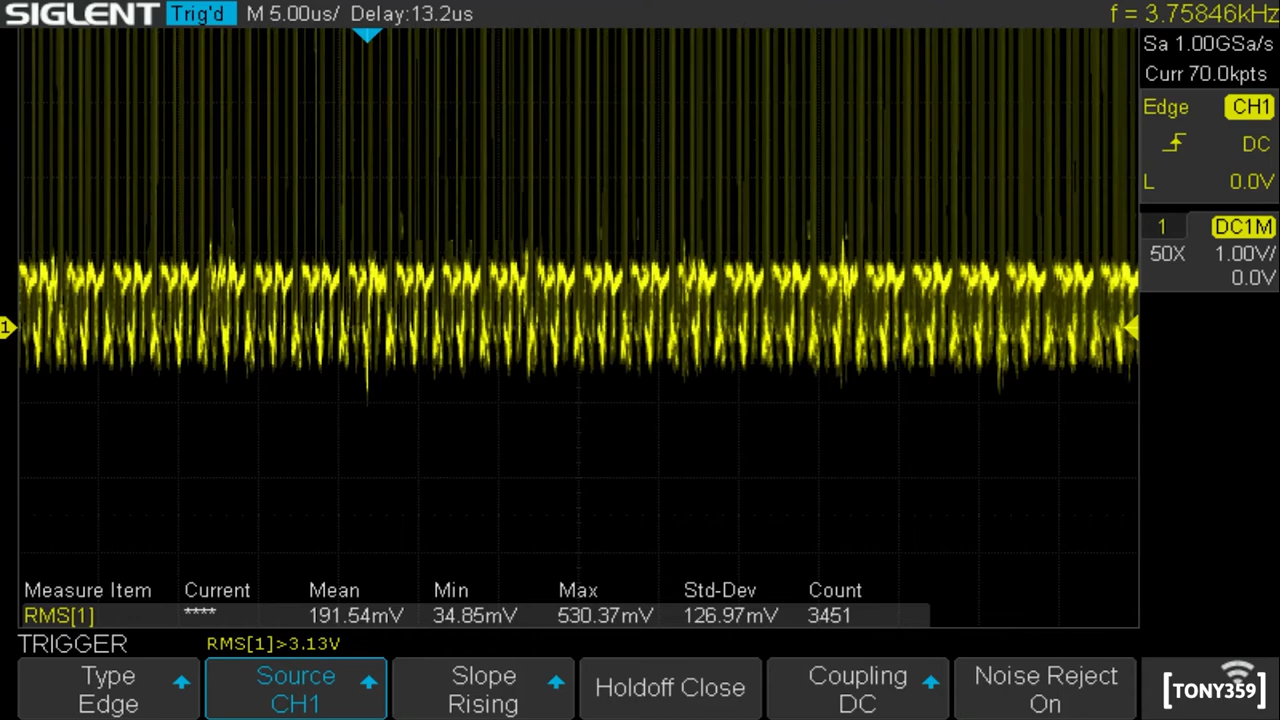 SIGLENT Trig'd M 5.00us/ Delay:13.2us f = 3.75846kHz
Sa 1.00GSa/s
Curr 70.0kpts
Edge CH1
DC
L 0.0V
1 DC1M
50X 1.00V/
0.0V
1
Measure Item Current Mean Min Max Std-Dev Count
RMS[1] **** 191.54mV 34.85mV 530.37mV 126.97mV 3451
TRIGGER RMS[1]>3.13V
Type Source Slope Holdoff Close Coupling Noise Reject
Edge CH1 Rising DC On
[TONY359]